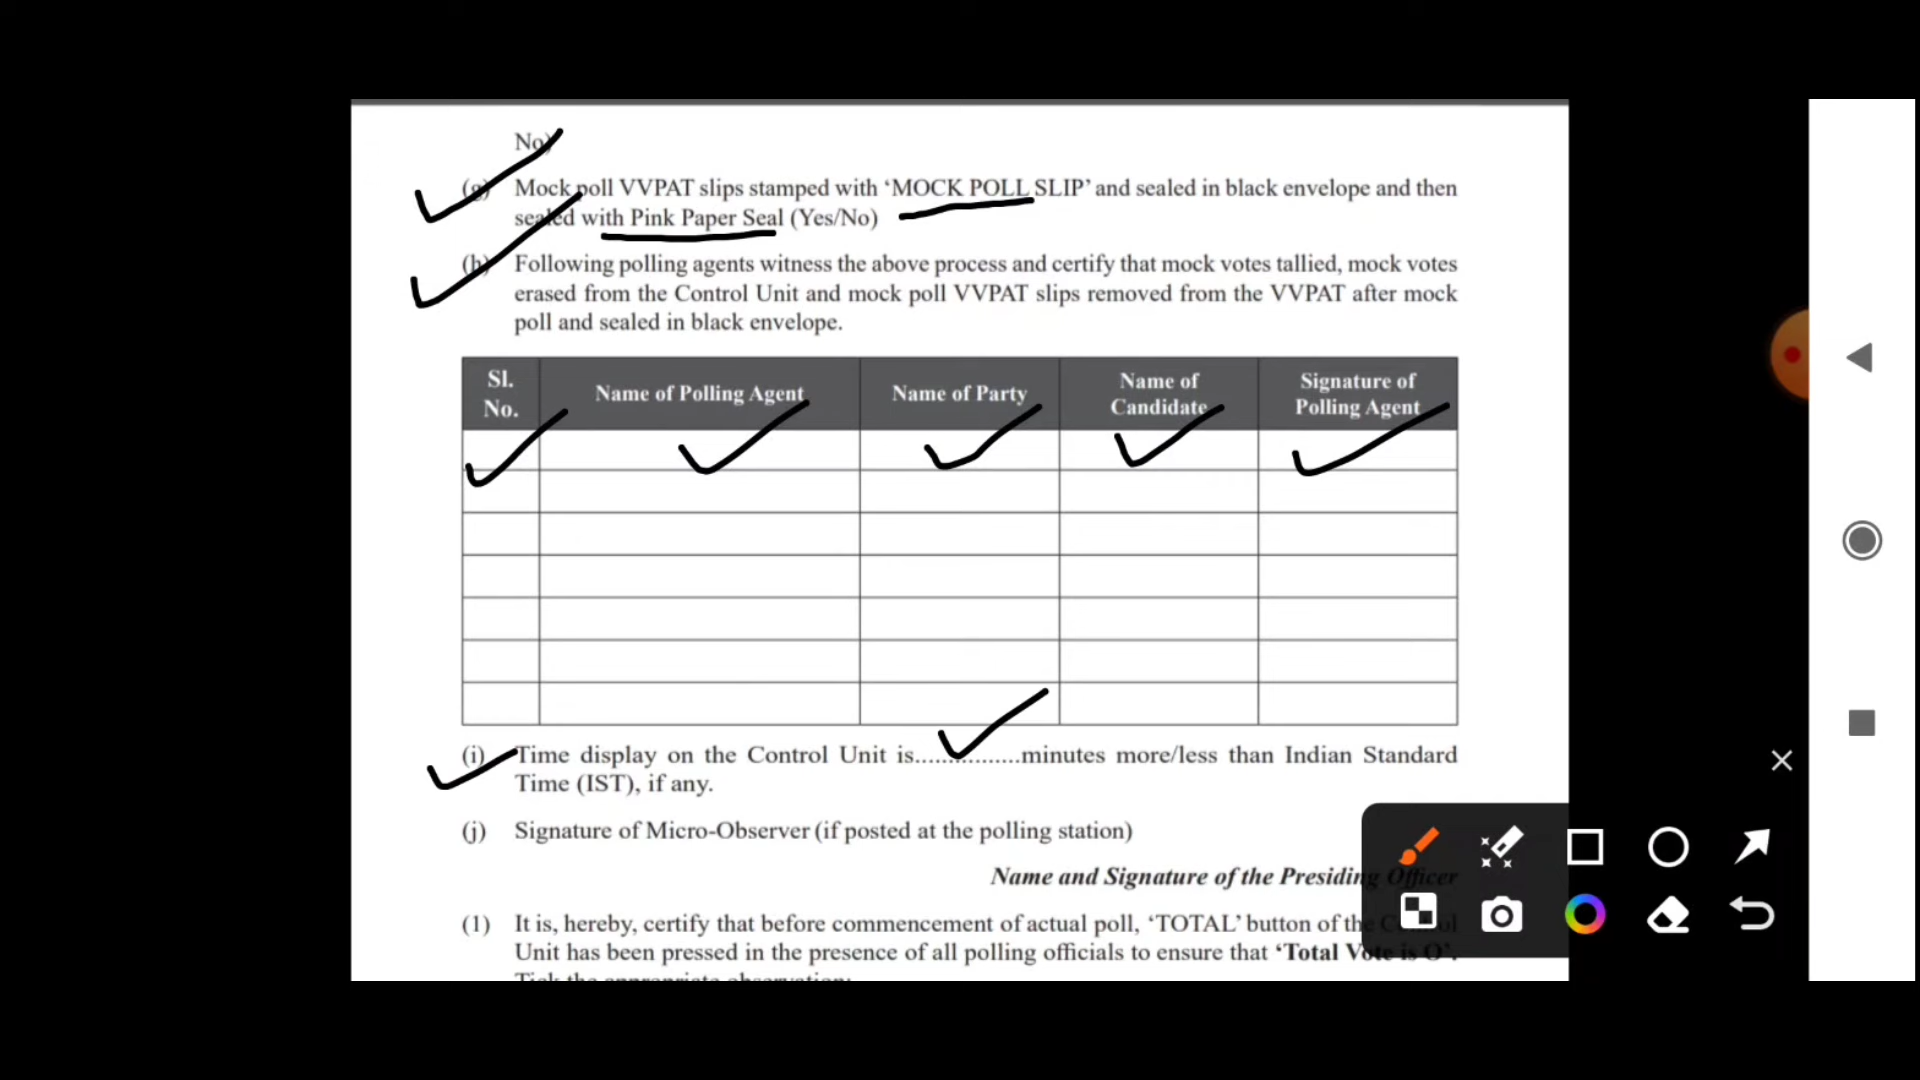 No)
(g) Mock poll VVPAT slips stamped with ‘MOCK POLL SLIP’ and sealed in black envelope and then
sealed with Pink Paper Seal (Yes/No)
(h) Following polling agents witness the above process and certify that mock votes tallied, mock votes
erased from the Control Unit and mock poll VVPAT slips removed from the VVPAT after mock
poll and sealed in black envelope.
Sl. No. Name of Polling Agent Name of Party Name of Candidate Signature of Polling Agent
(i) Time display on the Control Unit is................minutes more/less than Indian Standard
Time (IST), if any.
(j) Signature of Micro-Observer (if posted at the polling station)
Name and Signature of the Presiding Officer
(1) It is, hereby, certify that before commencement of actual poll, ‘TOTAL’ button of the Control
Unit has been pressed in the presence of all polling officials to ensure that ‘Total Vote is O’.
Tick the appropriate observation: